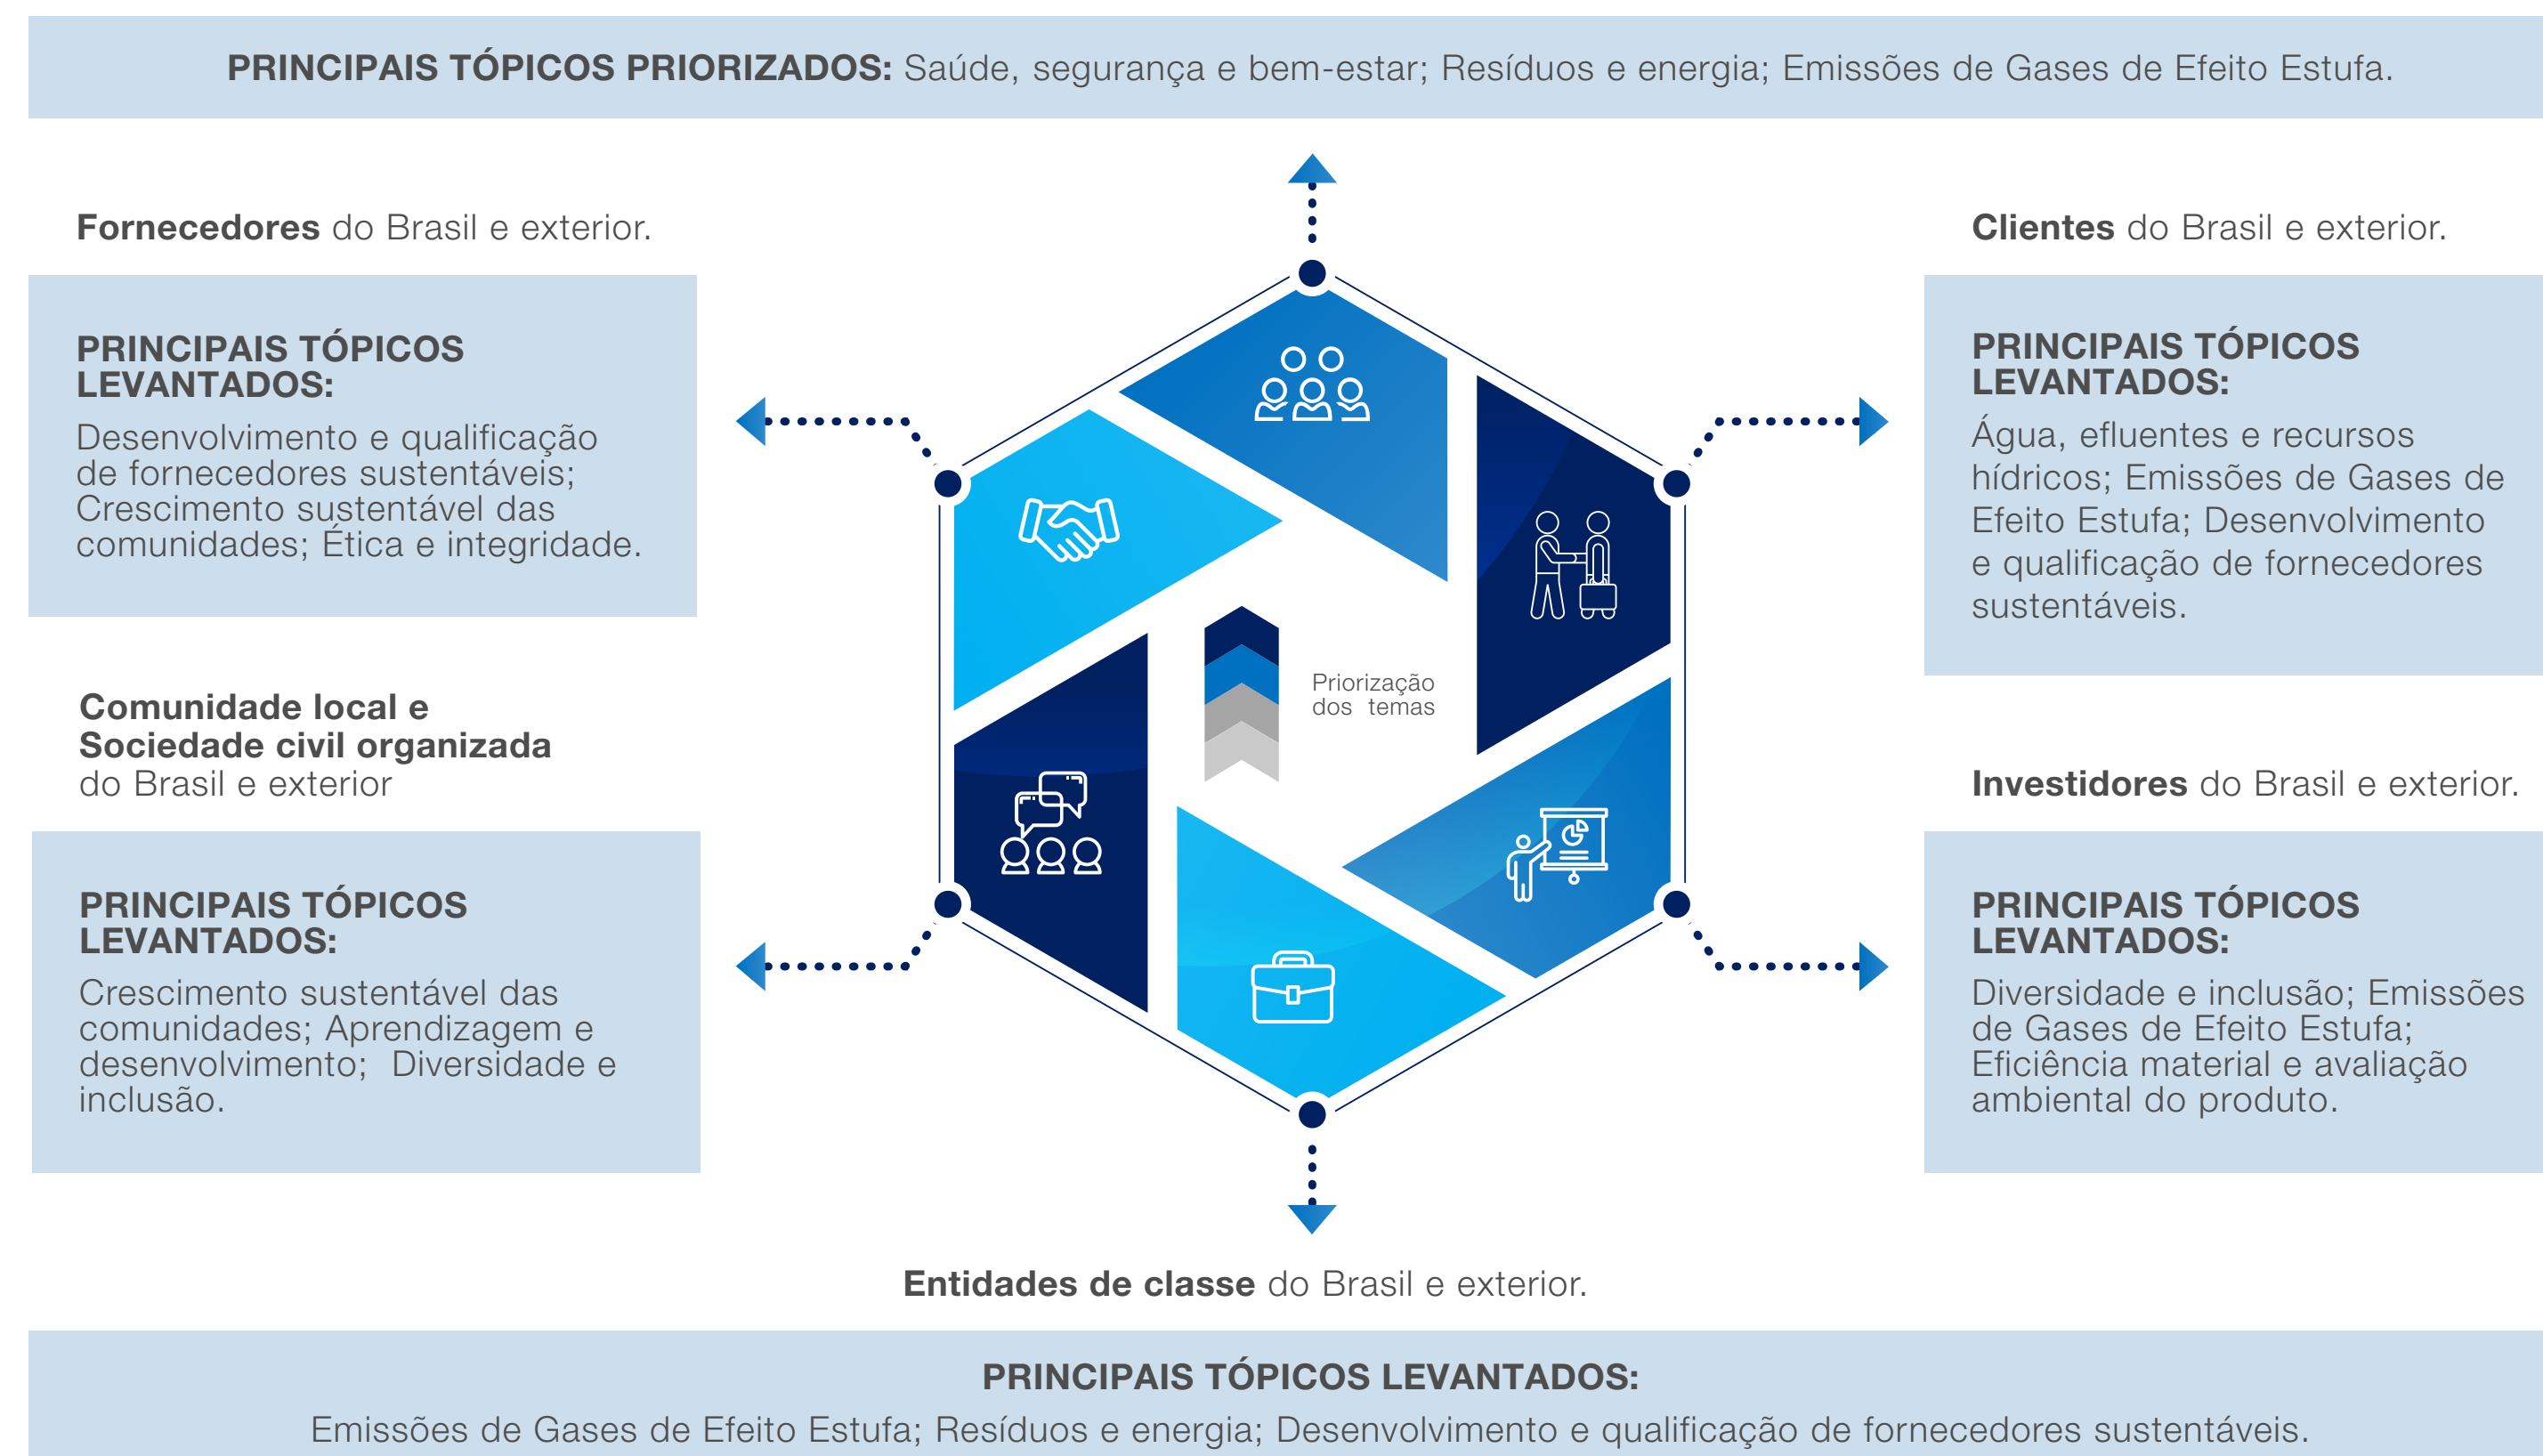 PRINCIPAIS TÓPICOS PRIORIZADOS: Saúde, segurança e bem-estar; Resíduos e energia; Emissões de Gases de Efeito Estufa.
Fornecedores do Brasil e exterior.
PRINCIPAIS TÓPICOS
LEVANTADOS:
Desenvolvimento e qualificação
de fornecedores sustentáveis;
Crescimento sustentável das
comunidades; Ética e integridade.
Clientes do Brasil e exterior.
PRINCIPAIS TÓPICOS
LEVANTADOS:
Água, efluentes e recursos
hídricos; Emissões de Gases de
Efeito Estufa; Desenvolvimento
e qualificação de fornecedores
sustentáveis.
Priorização
dos temas
Comunidade local e
Sociedade civil organizada
do Brasil e exterior
PRINCIPAIS TÓPICOS
LEVANTADOS:
Crescimento sustentável das
comunidades; Aprendizagem e
desenvolvimento; Diversidade e
inclusão.
Investidores do Brasil e exterior.
PRINCIPAIS TÓPICOS
LEVANTADOS:
Diversidade e inclusão; Emissões
de Gases de Efeito Estufa;
Eficiência material e avaliação
ambiental do produto.
Entidades de classe do Brasil e exterior.
PRINCIPAIS TÓPICOS LEVANTADOS:
Emissões de Gases de Efeito Estufa; Resíduos e energia; Desenvolvimento e qualificação de fornecedores sustentáveis.